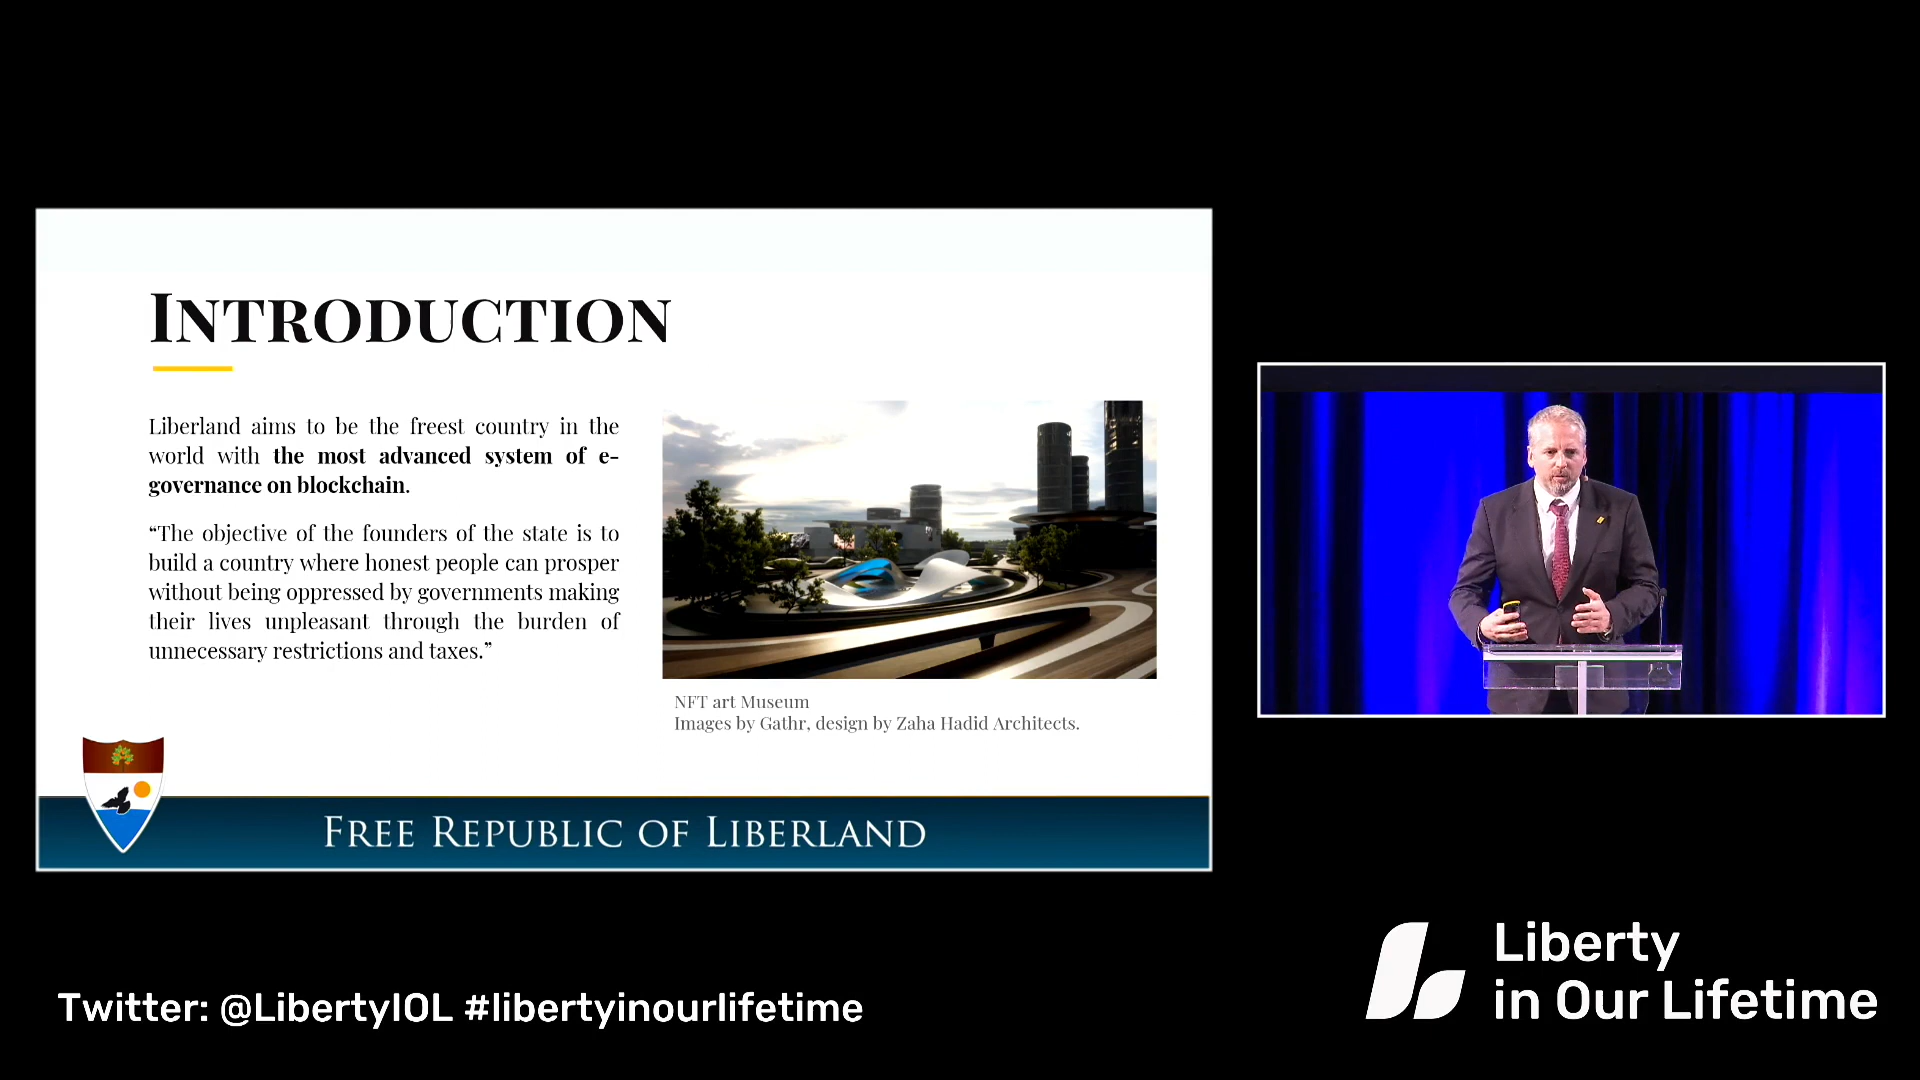 INTRODUCTION
Liberland aims to be the freest country in the
world with the most advanced system of e-
governance on blockchain.
“The objective of the founders of the state is to
build a country where honest people can prosper
without being oppressed by governments making
their lives unpleasant through the burden of
unnecessary restrictions and taxes.”
NFT art Museum
Images by Gathr, design by Zaha Hadid Architects.
FREE REPUBLIC OF LIBERLAND
Twitter: @LibertyIOL #libertyinourlifetime
Liberty
in Our Lifetime